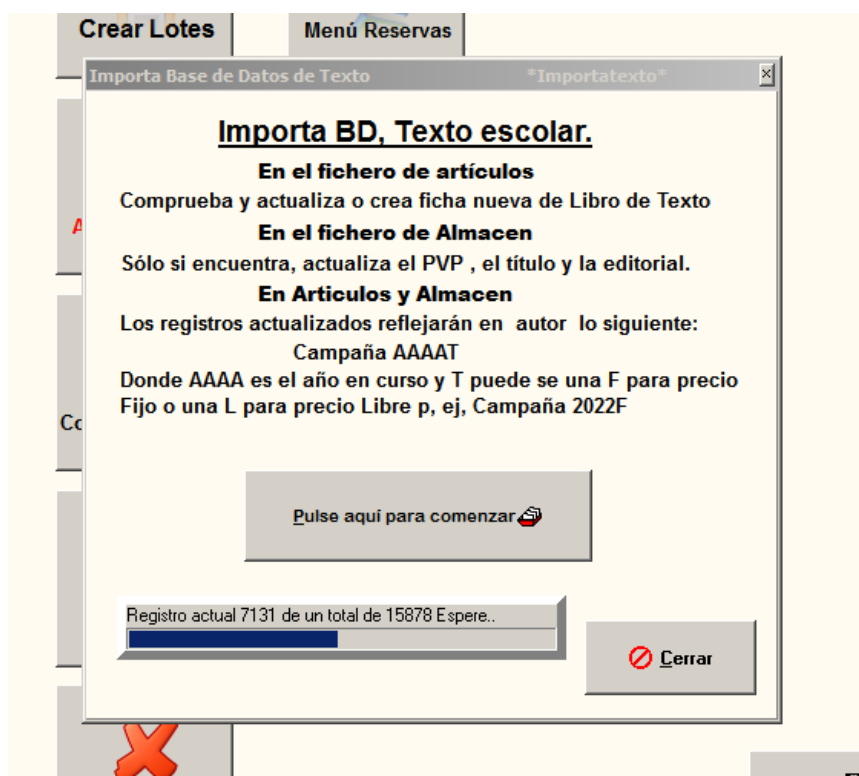 Crear Lotes
Menú Reservas
Importa Base de Datos de Texto *Importatexto*
Importa BD, Texto escolar.
En el fichero de artículos
Comprueba y actualiza o crea ficha nueva de Libro de Texto
En el fichero de Almacen
Sólo si encuentra, actualiza el PVP , el título y la editorial.
En Articulos y Almacen
Los registros actualizados reflejarán en autor lo siguiente:
Campaña AAAAT
Donde AAAA es el año en curso y T puede se una F para precio
Fijo o una L para precio Libre p, ej, Campaña 2022F
Pulse aquí para comenzar
Registro actual 7131 de un total de 15878 Espere..
Cerrar